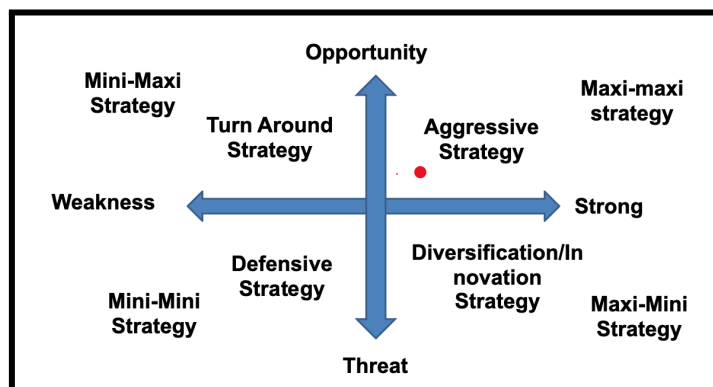 Opportunity
Mini-Maxi
Strategy
Maxi-maxi
strategy
Turn Around
Strategy
Aggressive
Strategy
Weakness
Strong
Defensive
Strategy
Diversification/In
novation
Strategy
Mini-Mini
Strategy
Maxi-Mini
Strategy
Threat